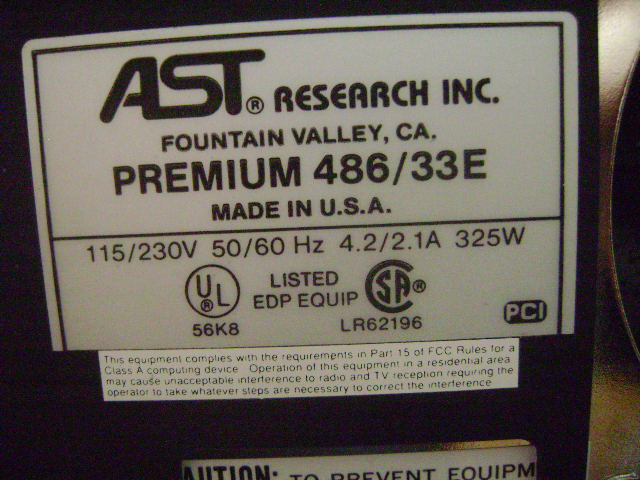 AST® RESEARCH INC.
FOUNTAIN VALLEY, CA.
PREMIUM 486/33E
MADE IN U.S.A.
115/230V 50/60 Hz 4.2/2.1A 325W
UL® LISTED EDP EQUIP SA®
56K8 LR62196 PCI
This equipment complies with the requirements in Part 15 of FCC Rules for a
Class A computing device Operation of this equipment in a residential area
may cause unacceptable interference to radio and TV reception requiring the
operator to take whatever steps are necessary to correct the interference
AUTION: TO PREVENT EQUIPM